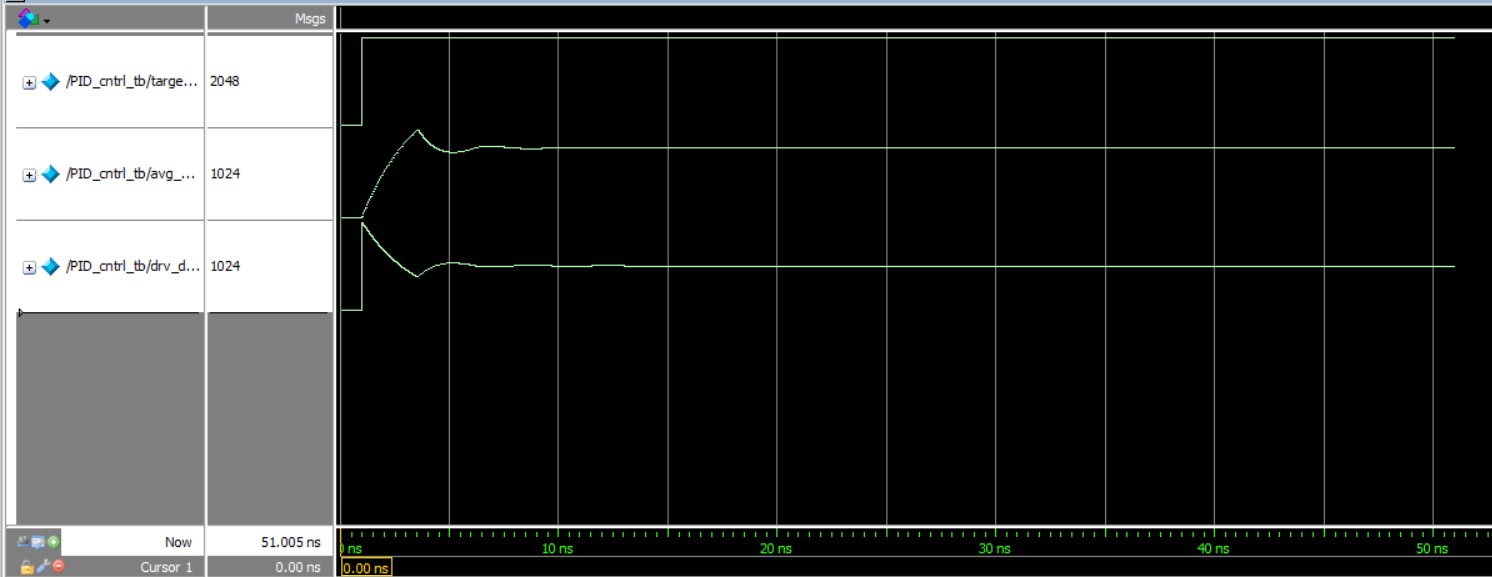 Msgs
/PID_cntrl_tb/targe... 2048
/PID_cntrl_tb/avg_... 1024
/PID_cntrl_tb/drv_d... 1024
Now 51.005 ns
ns 10 ns 20 ns 30 ns 40 ns 50 ns
Cursor 1 0.00 ns 0.00 ns